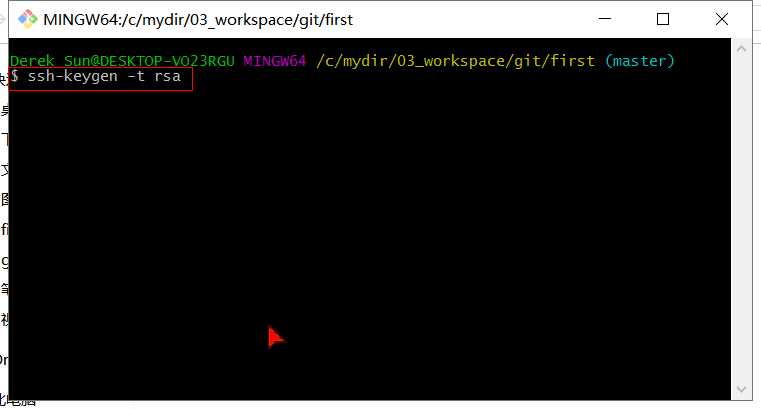 MINGW64:/c/mydir/03_workspace/git/first
Derek Sun@DESKTOP-VO23RGU MINGW64 /c/mydir/03_workspace/git/first (master)
$ ssh-keygen -t rsa